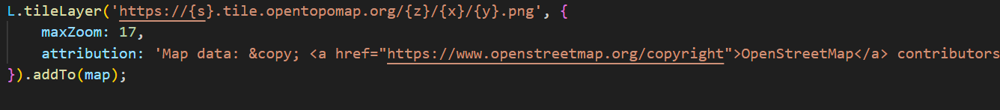 L.tileLayer('https://{s}.tile.opentopomap.org/{z}/{x}/{y}.png', {
    maxZoom: 17,
    attribution: 'Map data: &copy; <a href="https://www.openstreetmap.org/copyright">OpenStreetMap</a> contributors
}).addTo(map);